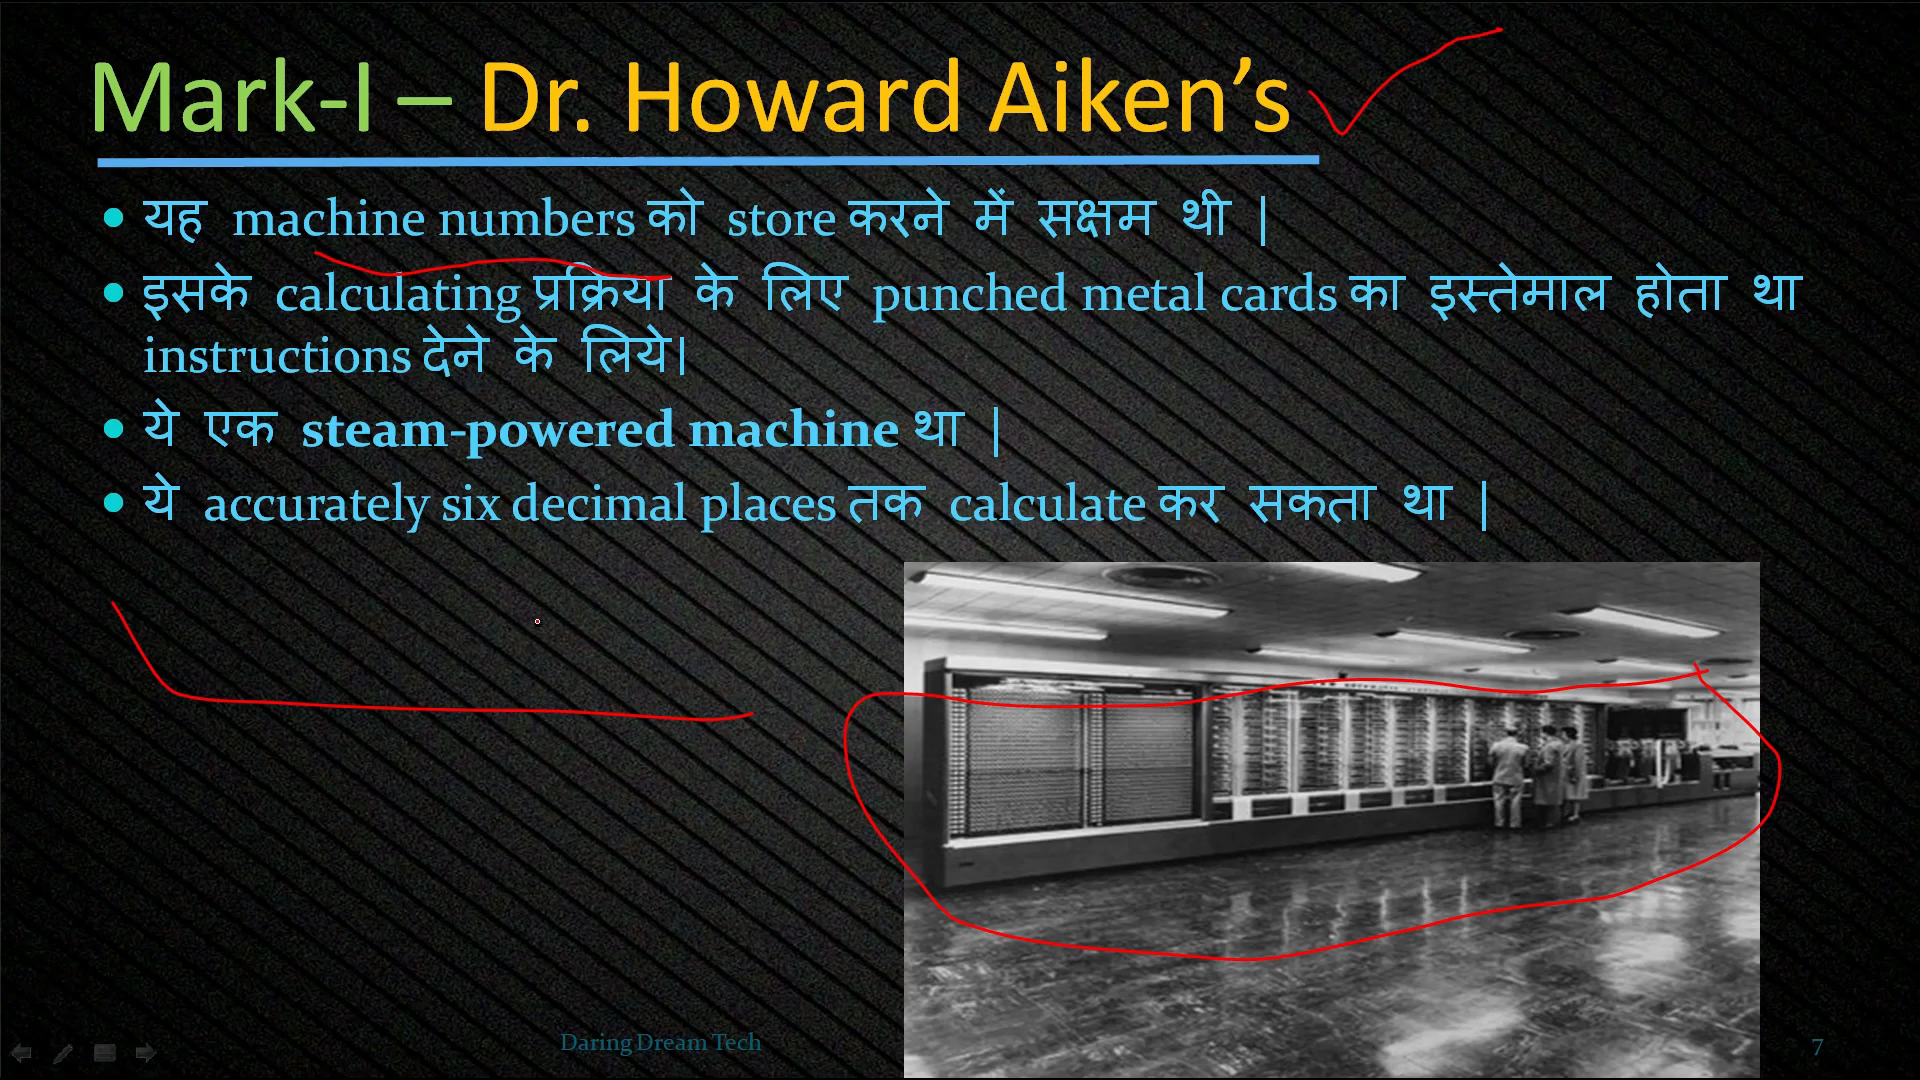 Mark-I – Dr. Howard Aiken’s
• यह machine numbers को store करने में सक्षम थी |
• इसके calculating प्रक्रिया के लिए punched metal cards का इस्तेमाल होता था
instructions देने के लिये|
• ये एक steam-powered machine था |
• ये accurately six decimal places तक calculate कर सकता था |
Daring Dream Tech
7